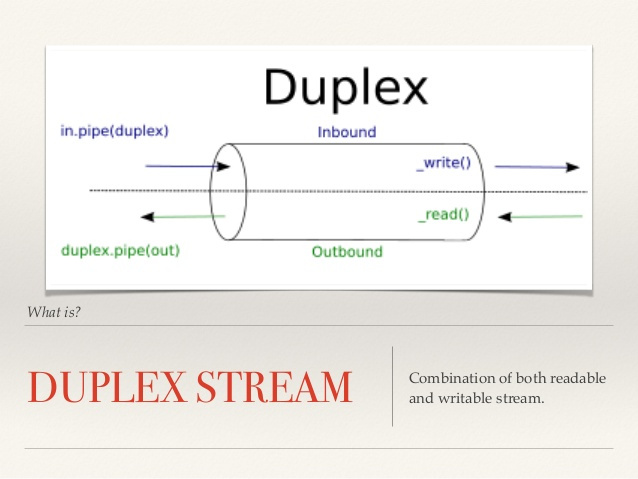 Duplex
in.pipe(duplex)
Inbound
_write()
_read()
duplex.pipe(out)
Outbound
What is?
DUPLEX STREAM
Combination of both readable
and writable stream.